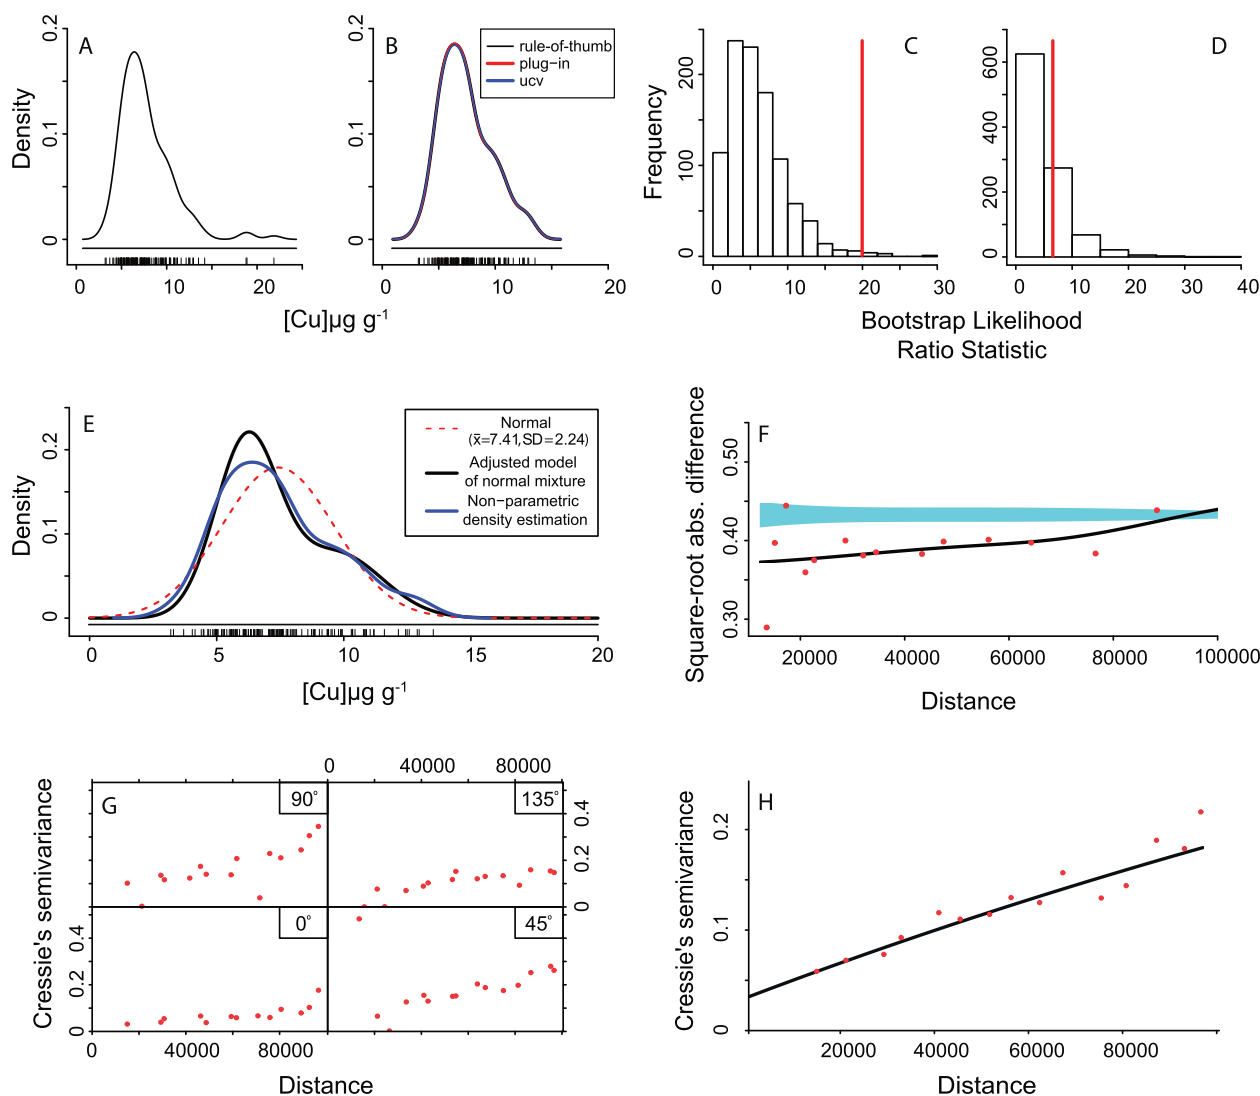 A
0.2
0.1
0
Density
0
10
20
B
0.2
0.1
0
0
10
20
rule-of-thumb
plug−in
ucv
[Cu]µg g-1
C
Frequency
200
100
0
0
10
20
30
D
600
400
200
0
0
10
20
30
40
Bootstrap Likelihood
Ratio Statistic
E
Density
0.2
0.1
0
0
5
10
15
20
Normal
(x̄=7.41,SD=2.24)
Adjusted model
of normal mixture
Non−parametric
density estimation
[Cu]µg g-1
F
Square-root abs. difference
0.50
0.40
0.30
20000
40000
60000
80000
100000
Distance
G
Cressie's semivariance
0
40000
80000
90°
135°
0.4
0.2
0
0°
45°
0.4
0.2
0
0
40000
80000
Distance
H
Cressie's semivariance
0.2
0.1
0
20000
40000
60000
80000
Distance